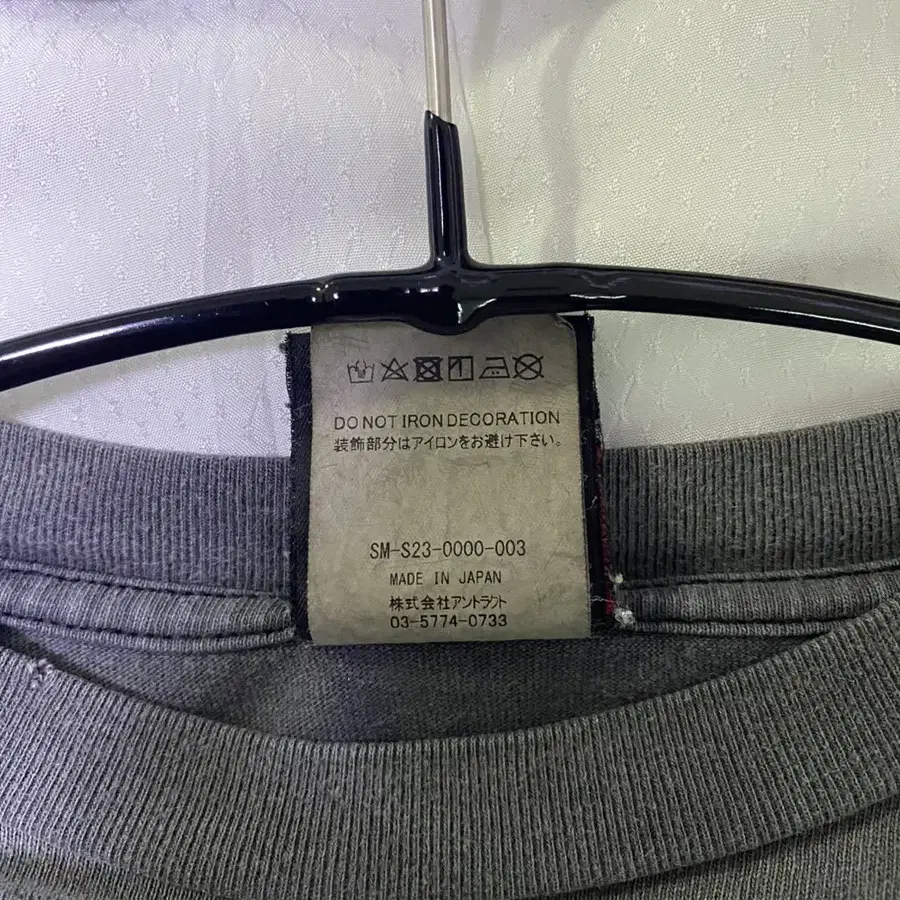 DO NOT IRON DECORATION
装飾部分はアイロンをお避け下さい。
SM-S23-0000-003
MADE IN JAPAN
株式会社アントラクト
03-5774-0733